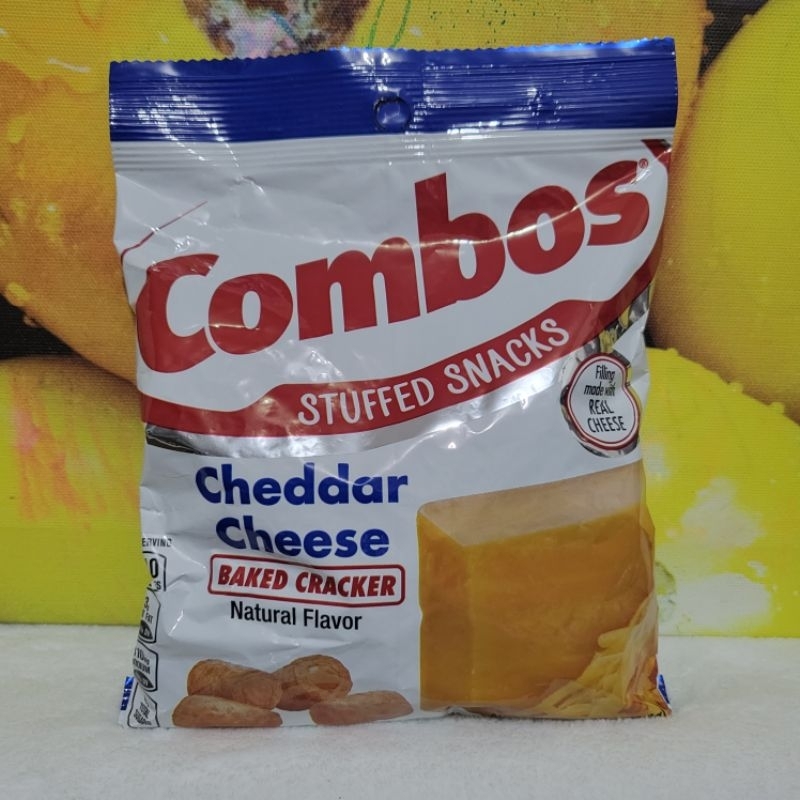 Combos®
STUFFED SNACKS
Filling
made with
REAL
CHEESE
Cheddar
Cheese
BAKED CRACKER
Natural Flavor